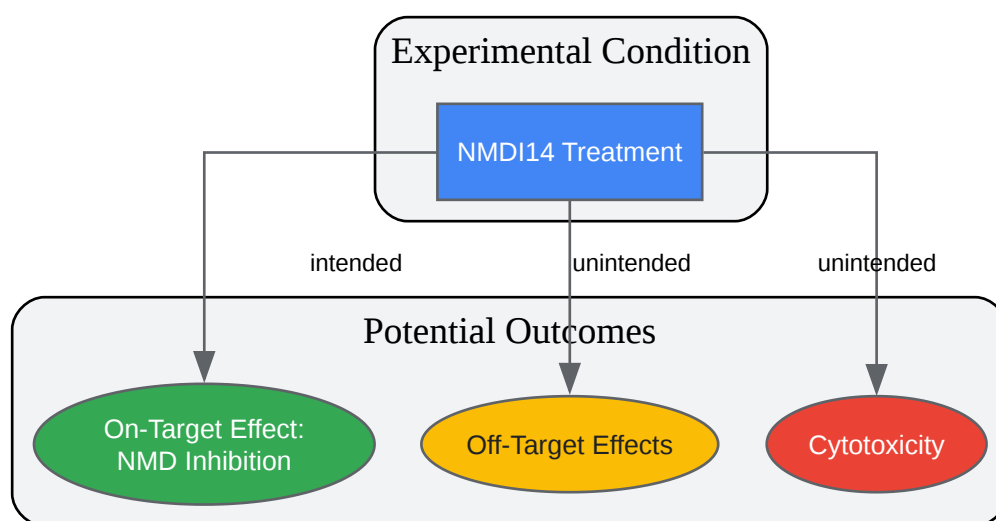 Experimental Condition
NMDI14 Treatment
intended
unintended
unintended
Potential Outcomes
On-Target Effect:
NMD Inhibition
Off-Target Effects
Cytotoxicity